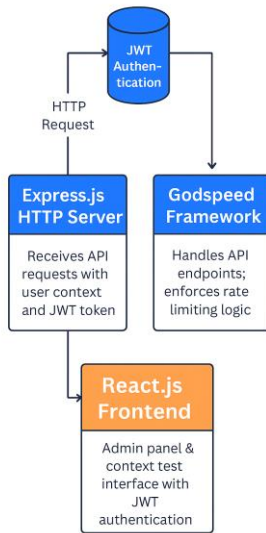 JWT
Authen-
tication
HTTP
Request
Express.js
HTTP Server
Receives API
requests with
user context
and JWT token
Godspeed
Framework
Handles API
endpoints;
enforces rate
limiting logic
React.js
Frontend
Admin panel &
context test
interface with
JWT
authentication